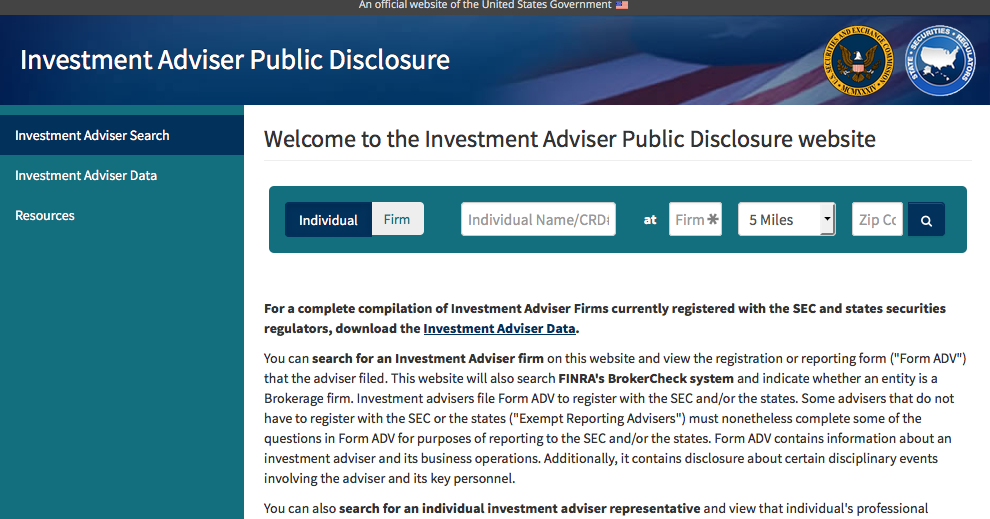 An official website of the United States Government
Investment Adviser Public Disclosure
U.S. SECURITIES AND EXCHANGE COMMISSION
MCMXXXIV
STATE SECURITIES REGULATORS
Investment Adviser Search
Investment Adviser Data
Resources
Welcome to the Investment Adviser Public Disclosure website
Individual Firm Individual Name/CRD# at Firm 5 Miles Zip Co
For a complete compilation of Investment Adviser Firms currently registered with the SEC and states securities
regulators, download the Investment Adviser Data.
You can search for an Investment Adviser firm on this website and view the registration or reporting form ("Form ADV")
that the adviser filed. This website will also search FINRA's BrokerCheck system and indicate whether an entity is a
Brokerage firm. Investment advisers file Form ADV to register with the SEC and/or the states. Some advisers that do not
have to register with the SEC or the states ("Exempt Reporting Advisers") must nonetheless complete some of the
questions in Form ADV for purposes of reporting to the SEC and/or the states. Form ADV contains information about an
investment adviser and its business operations. Additionally, it contains disclosure about certain disciplinary events
involving the adviser and its key personnel.
You can also search for an individual investment adviser representative and view that individual's professional